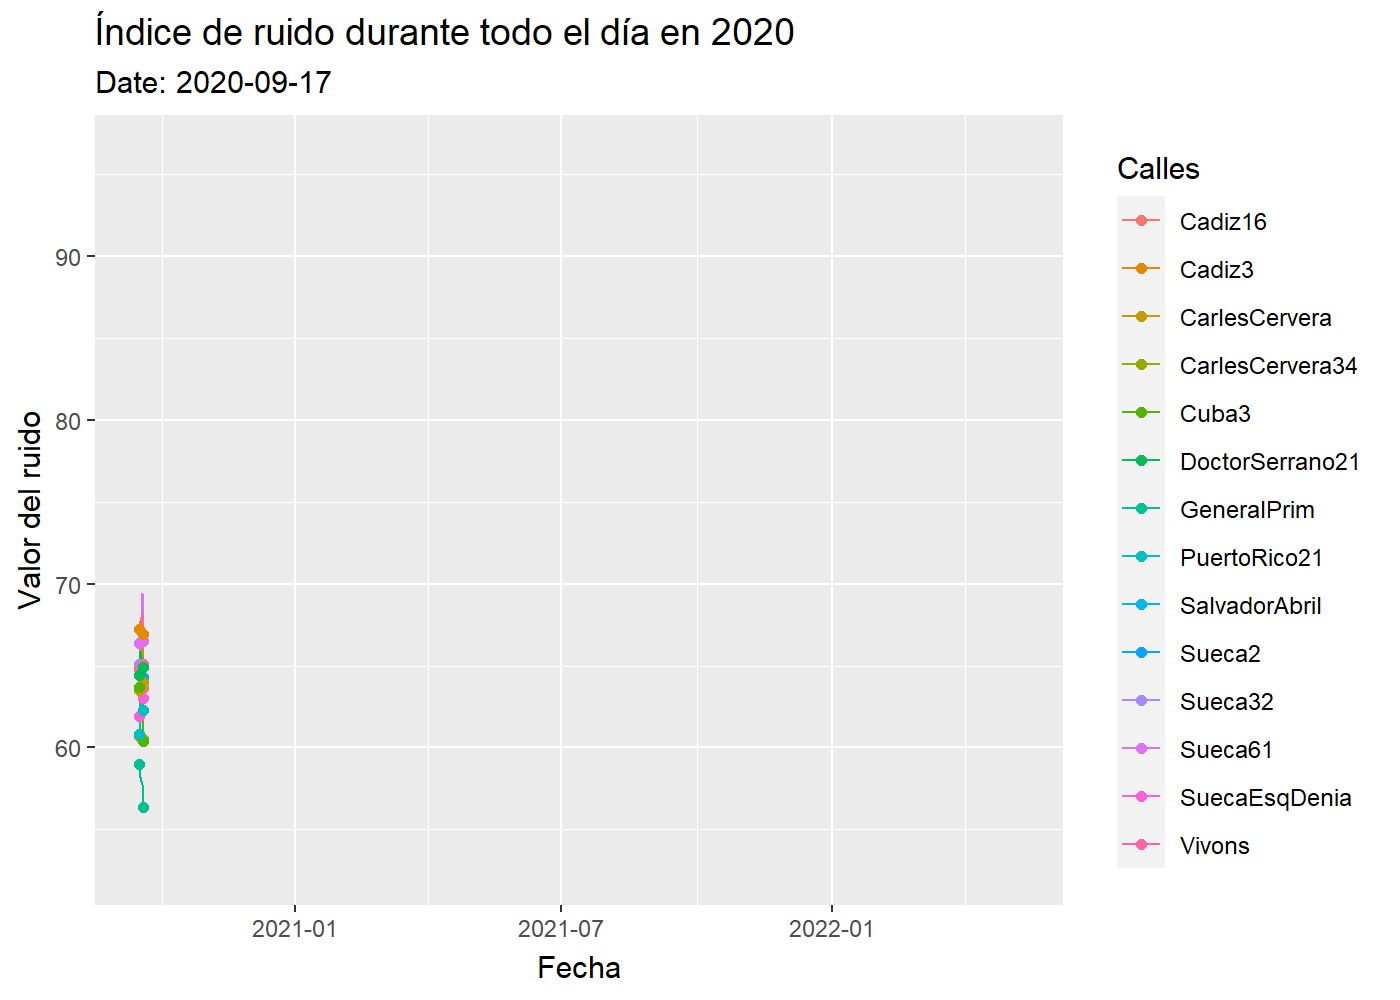 Índice de ruido durante todo el día en 2020
Date: 2020-09-17
Valor del ruido
90
80
70
60
2021-01
2021-07
2022-01
Fecha
Calles
Cadiz16
Cadiz3
CarlesCervera
CarlesCervera34
Cuba3
DoctorSerrano21
GeneralPrim
PuertoRico21
SalvadorAbril
Sueca2
Sueca32
Sueca61
SuecaEsqDenia
Vivons